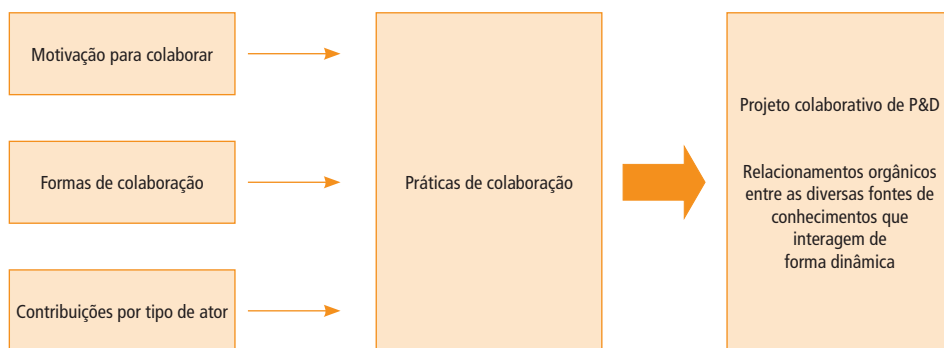 Motivação para colaborar
Formas de colaboração
Contribuições por tipo de ator
Práticas de colaboração
Projeto colaborativo de P&D
Relacionamentos orgânicos
entre as diversas fontes de
conhecimentos que
interagem de
forma dinâmica